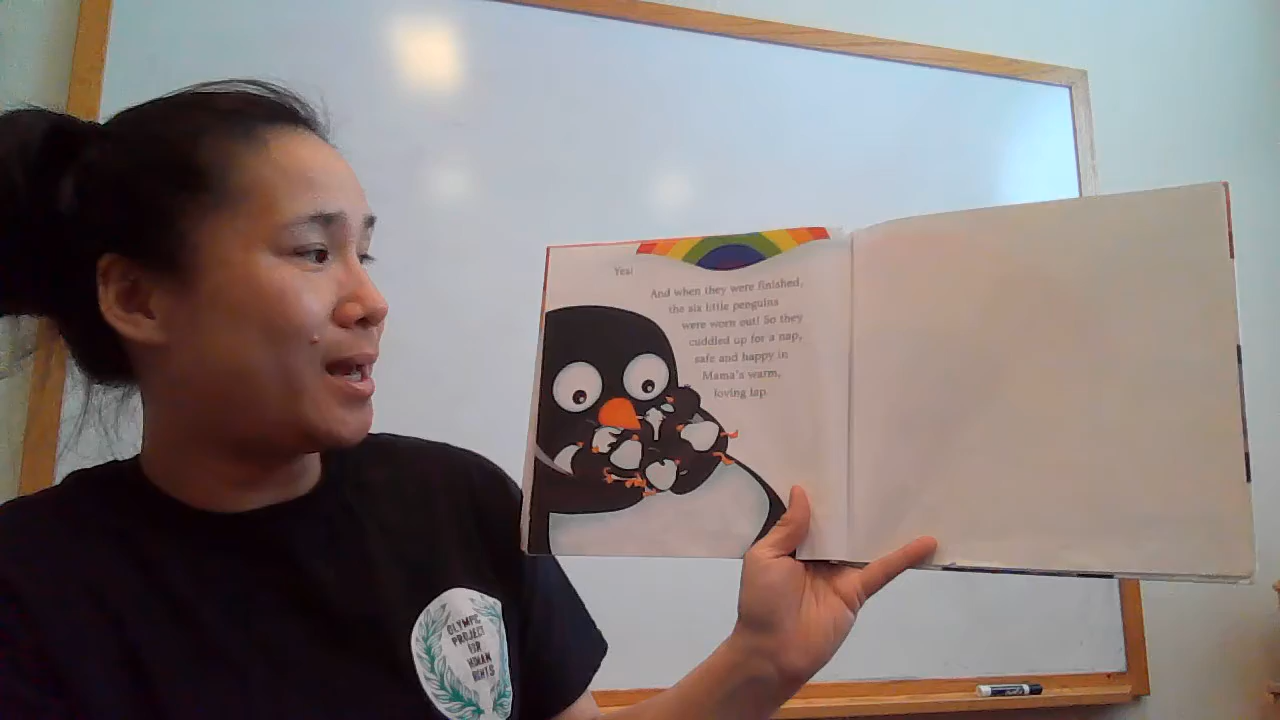 Yes!
And when they were finished,
the six little penguins
were worn out! So they
cuddled up for a nap,
safe and happy in
Mama's warm,
loving lap.
OLYMPIC
PROJECT
FOR
HUMAN
RIGHTS